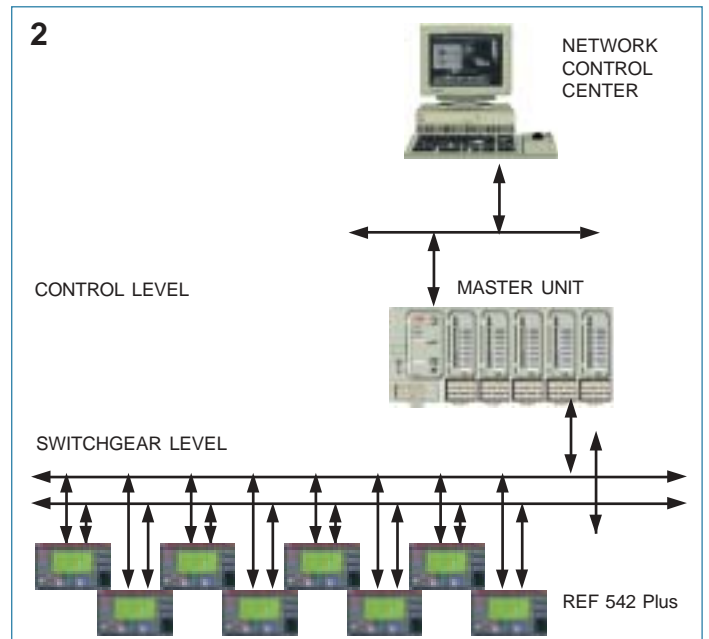 2
NETWORK
CONTROL
CENTER
CONTROL LEVEL
MASTER UNIT
SWITCHGEAR LEVEL
REF 542 Plus